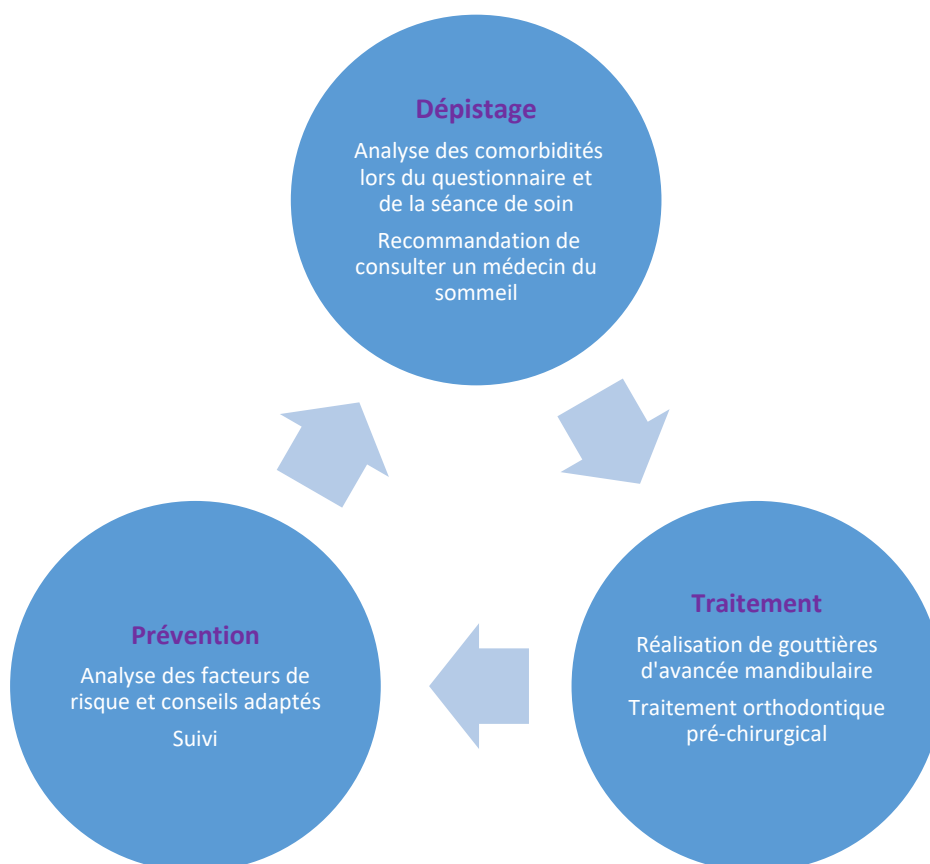 Dépistage
Analyse des comorbidités
lors du questionnaire et
de la séance de soin
Recommandation de
consulter un médecin du
sommeil
Traitement
Réalisation de gouttières
d'avancée mandibulaire
Traitement orthodontique
pré-chirurgical
Prévention
Analyse des facteurs de
risque et conseils adaptés
Suivi